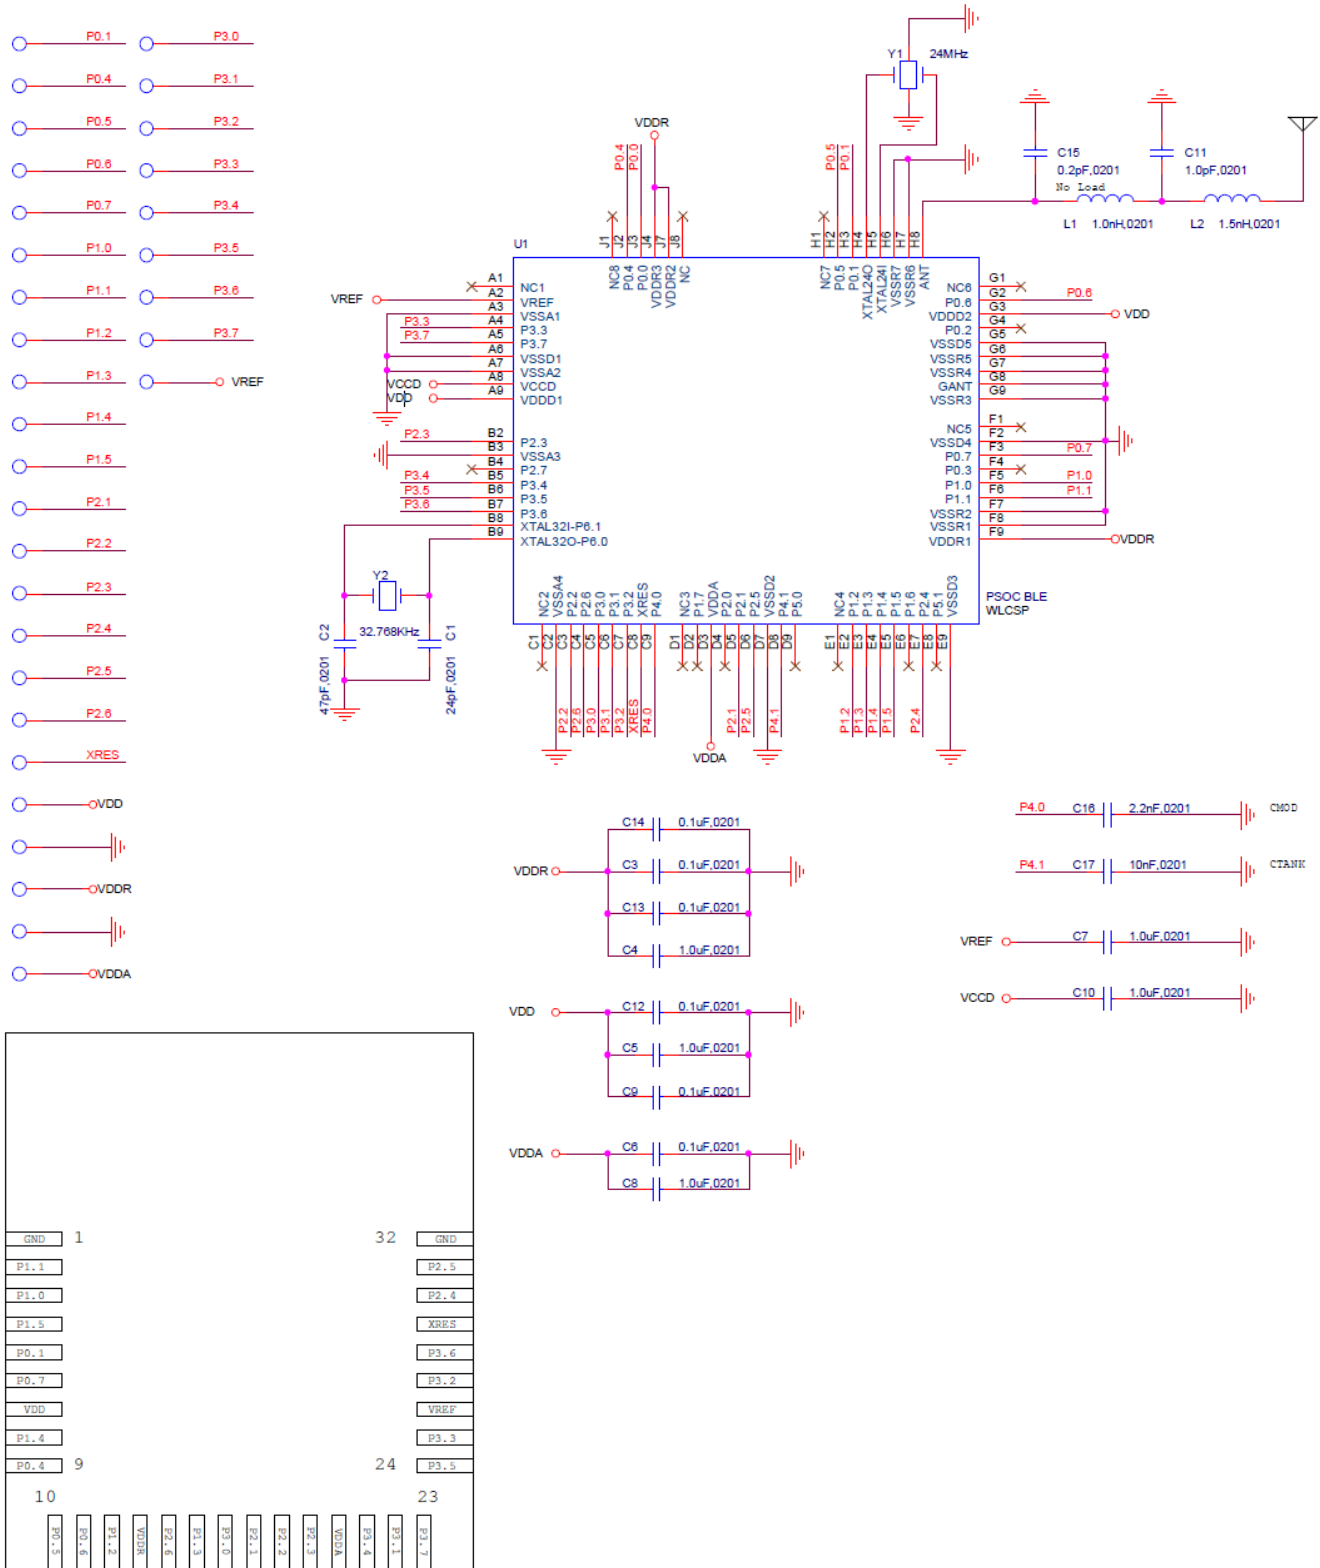 P0.1 P3.0
P0.4 P3.1
P0.5 P3.2
P0.6 P3.3
P0.7 P3.4
P1.0 P3.5
P1.1 P3.6
P1.2 P3.7
P1.3 VREF
P1.4
P1.5
P2.1
P2.2
P2.3
P2.4
P2.5
P2.6
XRES
VDD
VDDR
VDDA
Y1 24MHz
VDDR
P0.4
P0.0
P0.5
P0.1
C15
0.2pF,0201
No Load
C11
1.0pF,0201
L1 1.0nH,0201
L2 1.5nH,0201
U1
J1 J2 J3 J4 J7 J8
NC8 P0.4 P0.0 VDDR3 VDDR2 NC
H1 H2 H3 H4 H5 H6 H7 H8
NC7 P0.5 P0.1 XTAL24O XTAL24I VSSR7 VSSR6 ANT
A1 NC1
VREF A2 VREF
A3 VSSA1
P3.3 A4 P3.3
P3.7 A5 P3.7
A6 VSSD1
A7 VSSA2
VCCD A8 VCCD
VDD A9 VDDD1
P2.3 B2 P2.3
B3 VSSA3
B4 P2.7
P3.4 B5 P3.4
P3.5 B6 P3.5
P3.6 B7 P3.6
B8 XTAL32I-P6.1
B9 XTAL32O-P6.0
NC6 G1
P0.6 G2 P0.6
VDDD2 G3 VDD
P0.2 G4
VSSD5 G5
VSSR5 G6
VSSR4 G7
GANT G8
VSSR3 G9
NC5 F1
VSSD4 F2
P0.7 F3 P0.7
P0.3 F4
P1.0 F5 P1.0
P1.1 F6 P1.1
VSSR2 F7
VSSR1 F8
VDDR1 F9 VDDR
PSOC BLE
WLCSP
NC2 VSSA4 P2.2 P2.6 P3.0 P3.1 P3.2 XRES P4.0
C1 C2 C3 C4 C5 C6 C7 C8 C9
P2.2 P2.6 P3.0 P3.1 P3.2 XRES P4.0
NC3 P1.7 VDDA P2.0 P2.1 P2.5 VSSD2 P4.1 P5.0
D1 D2 D3 D4 D5 D6 D7 D8 D9
P2.1 P2.5 P4.1
VDDA
NC4 P1.2 P1.3 P1.4 P1.5 P1.6 P2.4 P5.1 VSSD3
E1 E2 E3 E4 E5 E6 E7 E8 E9
P1.2 P1.3 P1.4 P1.5 P2.4
Y2
32.768KHz
C2
47pF,0201
C1
24pF,0201
C14 0.1uF,0201
VDDR C3 0.1uF,0201
C13 0.1uF,0201
C4 1.0uF,0201
VDD C12 0.1uF,0201
C5 1.0uF,0201
C9 0.1uF,0201
VDDA C6 0.1uF,0201
C8 1.0uF,0201
P4.0 C16 2.2nF,0201 CMOD
P4.1 C17 10nF,0201 CTANK
VREF C7 1.0uF,0201
VCCD C10 1.0uF,0201
GND 1 32 GND
P1.1 P2.5
P1.0 P2.4
P1.5 XRES
P0.1 P3.6
P0.7 P3.2
VDD VREF
P1.4 P3.3
P0.4 9 24 P3.5
10 23
P0.5 P0.6 P1.2 VDDR P2.6 P1.3 P3.0 P2.1 P2.2 P2.3 VDDA P3.4 P3.1 P3.7